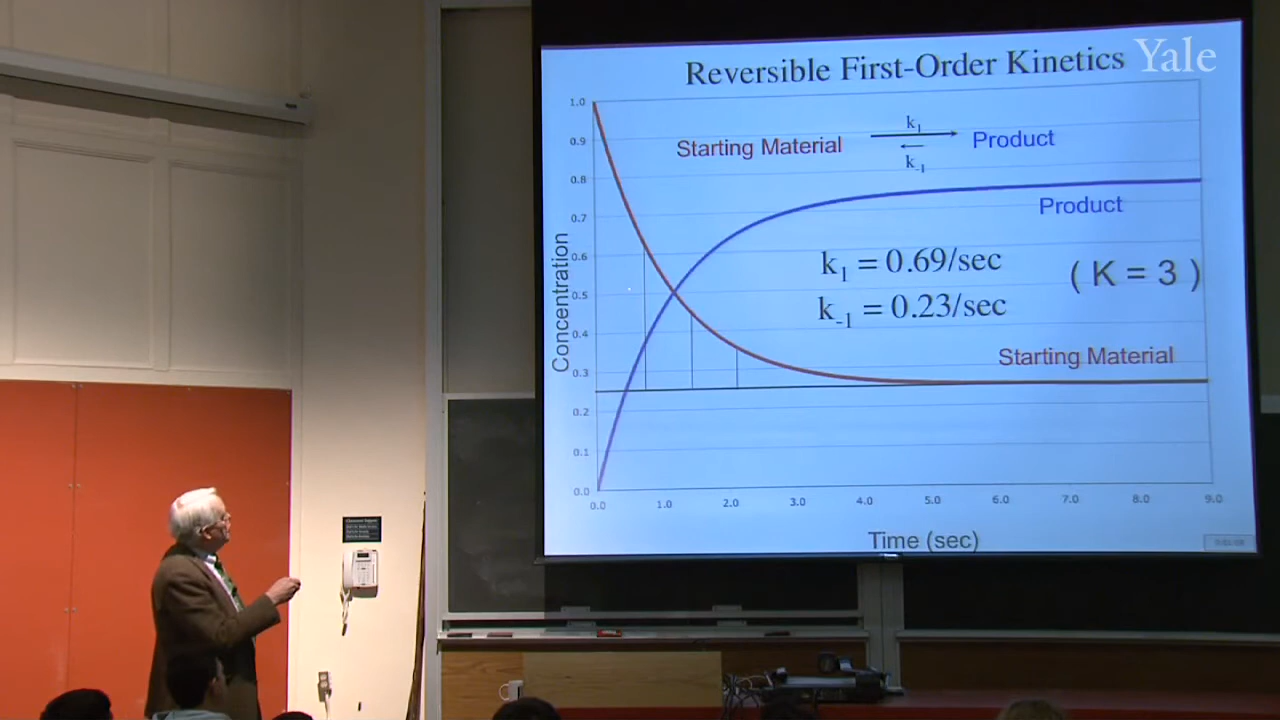 Yale
Reversible First-Order Kinetics
Starting Material
k1
k-1
Product
Product
k1 = 0.69/sec
k-1 = 0.23/sec
( K = 3 )
Starting Material
Concentration
1.0
0.9
0.8
0.7
0.6
0.5
0.4
0.3
0.2
0.1
0.0
0.0 1.0 2.0 3.0 4.0 5.0 6.0 7.0 8.0 9.0
Time (sec)